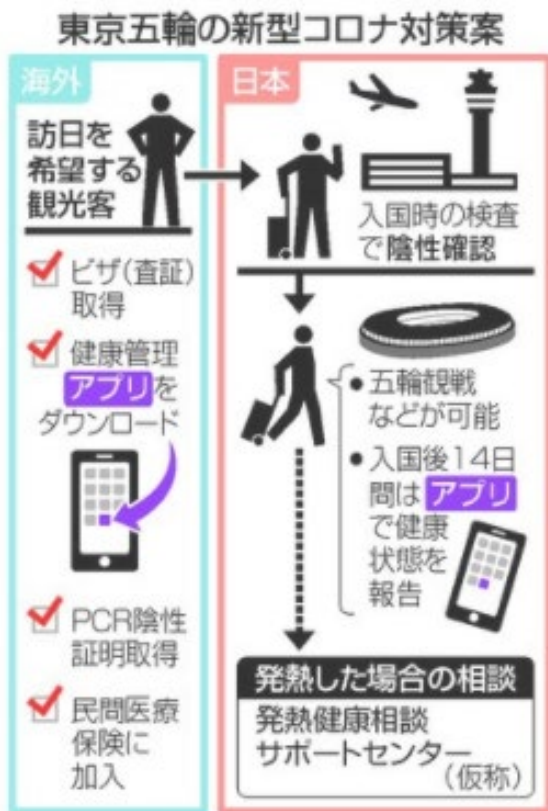 東京五輪の新型コロナ対策案
海外
訪日を
希望する
観光客
ビザ(査証)
取得
健康管理
アプリを
ダウンロード
PCR陰性
証明取得
民間医療
保険に
加入
日本
入国時の検査
で陰性確認
●五輪観戦
などが可能
●入国後14日
間はアプリ
で健康
状態を
報告
発熱した場合の相談
発熱健康相談
サポートセンター
(仮称)